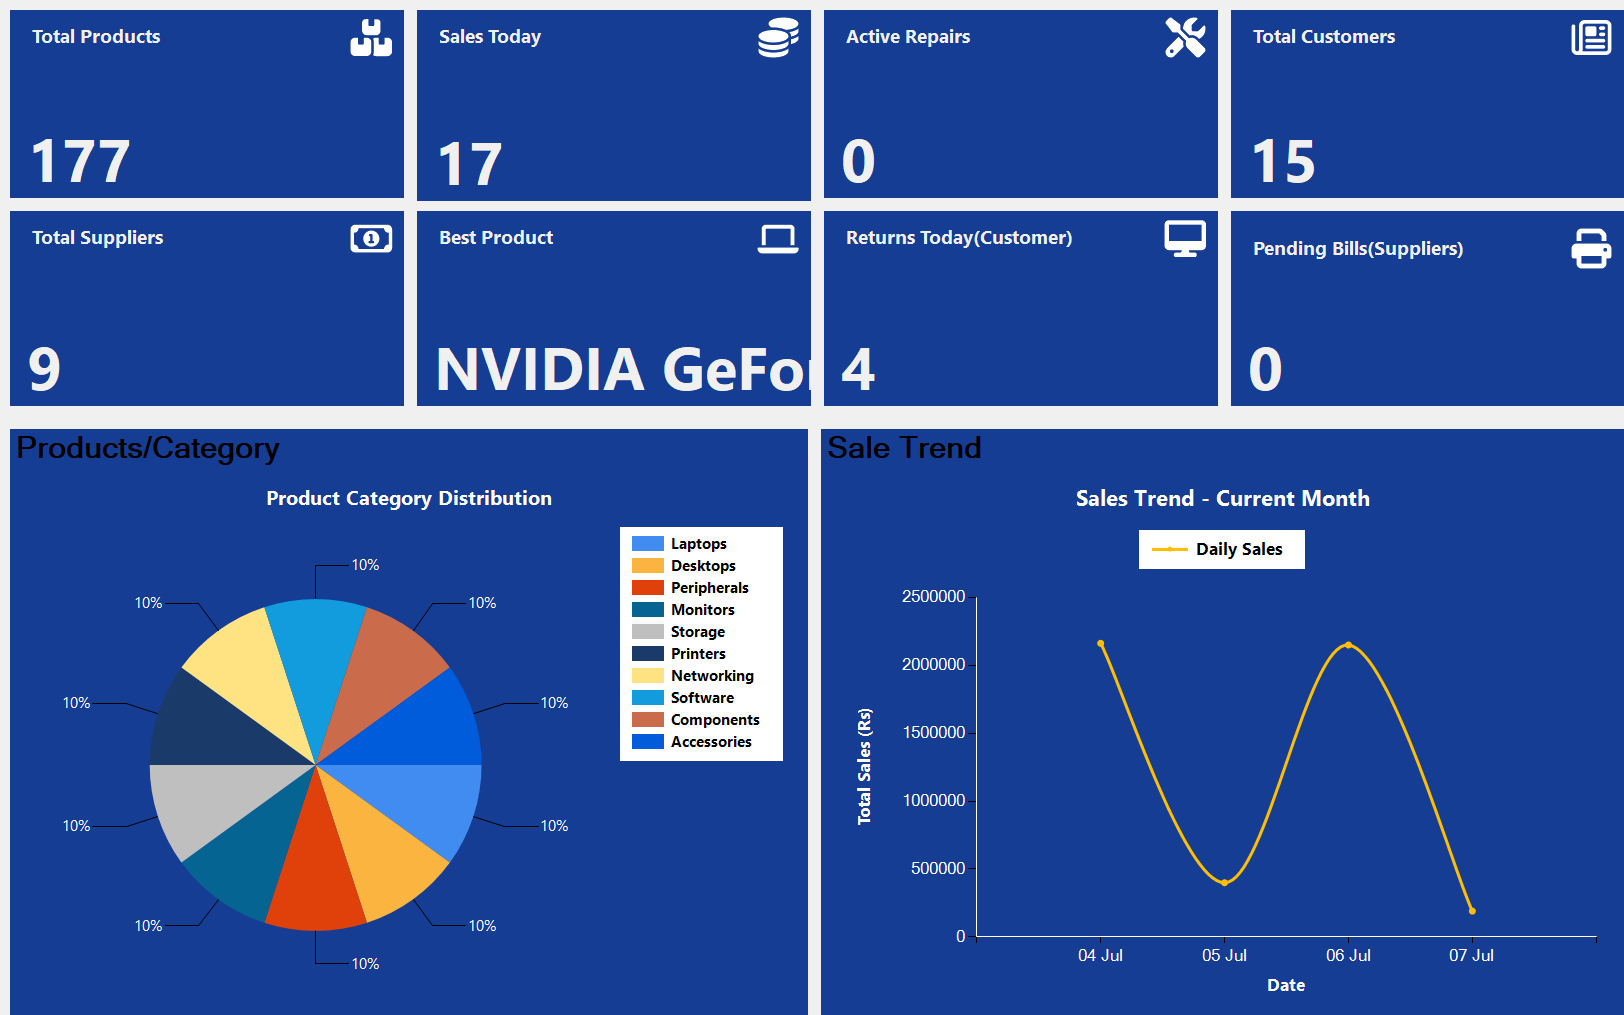 Total Products
177
Sales Today
17
Active Repairs
0
Total Customers
15
Total Suppliers
9
Best Product
NVIDIA GeFor
Returns Today(Customer)
4
Pending Bills(Suppliers)
0
Products/Category
Product Category Distribution
Laptops
Desktops
Peripherals
Monitors
Storage
Printers
Networking
Software
Components
Accessories
10%
10%
10%
10%
10%
10%
10%
10%
10%
10%
Sale Trend
Sales Trend - Current Month
Daily Sales
2500000
2000000
1500000
1000000
500000
0
Total Sales (Rs)
04 Jul
05 Jul
06 Jul
07 Jul
Date